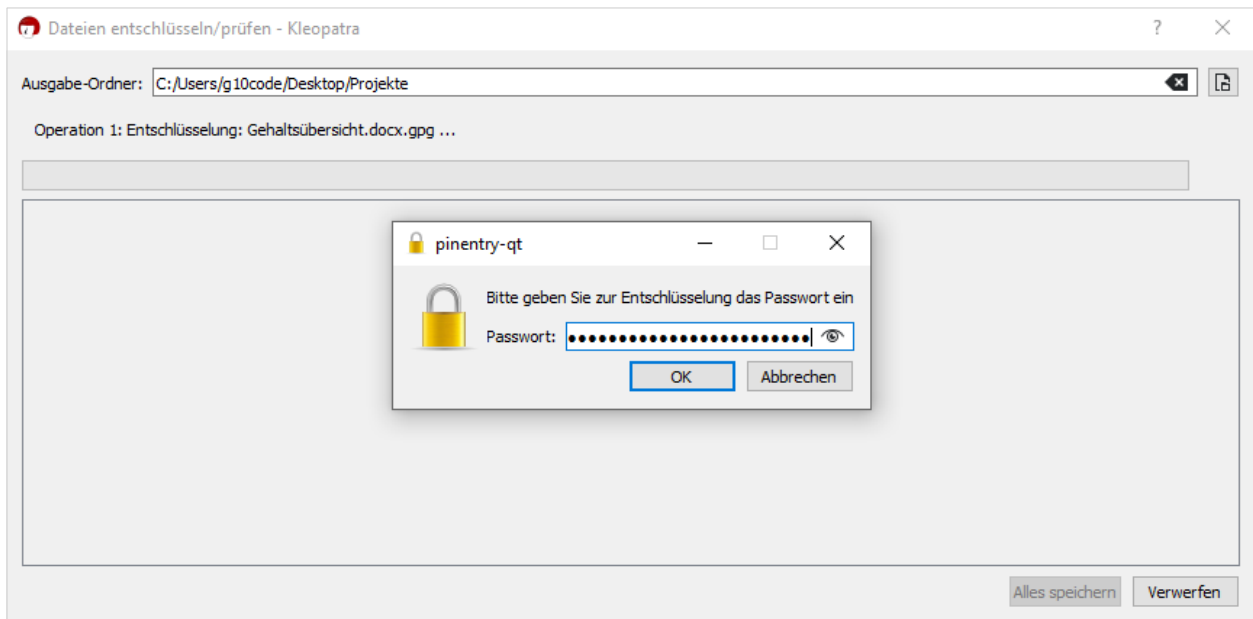 Dateien entschlüsseln/prüfen - Kleopatra
Ausgabe-Ordner: C:/Users/g10code/Desktop/Projekte
Operation 1: Entschlüsselung: Gehaltsübersicht.docx.gpg ...
pinentry-qt
Bitte geben Sie zur Entschlüsselung das Passwort ein
Passwort: ●●●●●●●●●●●●●●●●●●●●●●●●
OK Abbrechen
Alles speichern Verwerfen